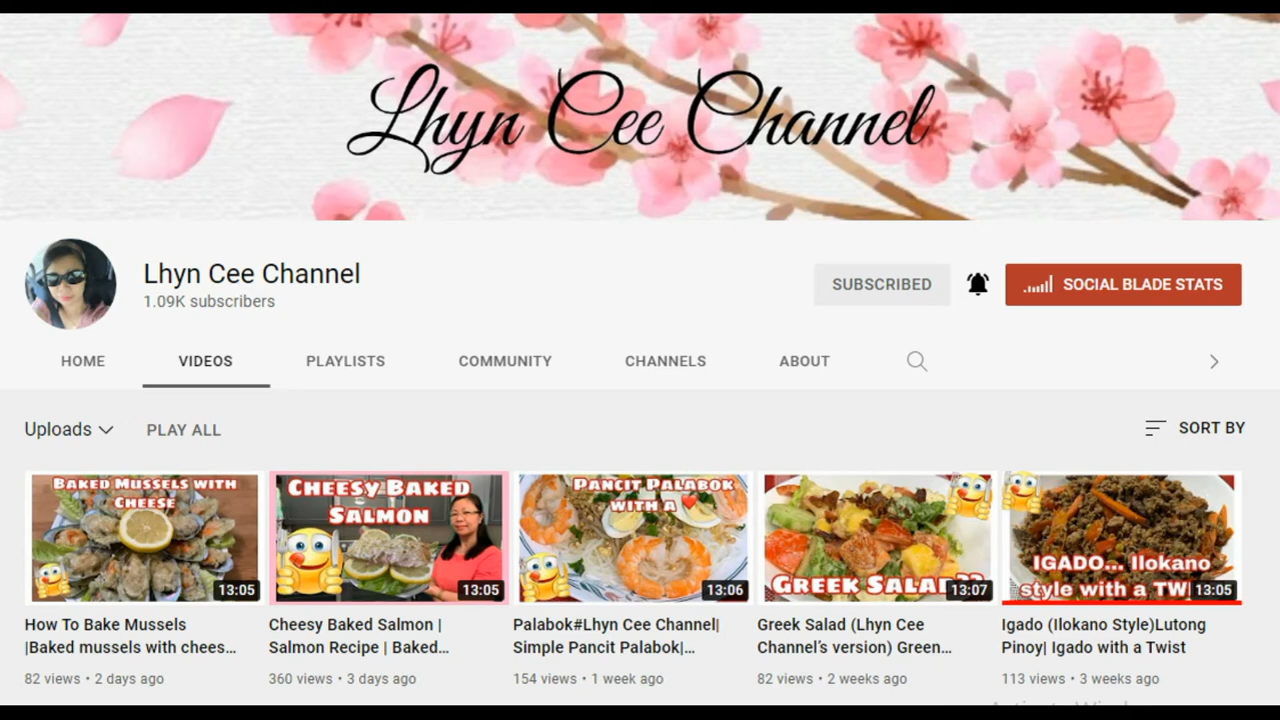 Lhyn Cee Channel
Lhyn Cee Channel
1.09K subscribers
SUBSCRIBED
SOCIAL BLADE STATS
HOME VIDEOS PLAYLISTS COMMUNITY CHANNELS ABOUT
Uploads PLAY ALL
SORT BY
BAKED MUSSELS WITH
CHEESE
13:05
How To Bake Mussels
|Baked mussels with chees...
82 views • 2 days ago
CHEESY BAKED
SALMON
13:05
Cheesy Baked Salmon |
Salmon Recipe | Baked...
360 views • 3 days ago
PANCIT PALABOK
WITH A
13:06
Palabok#Lhyn Cee Channel|
Simple Pancit Palabok|...
154 views • 1 week ago
GREEK SALAD
13:07
Greek Salad (Lhyn Cee
Channel's version) Green...
82 views • 2 weeks ago
IGADO... Ilokano
style with a TW
13:05
Igado (Ilokano Style)Lutong
Pinoy| Igado with a Twist
113 views • 3 weeks ago